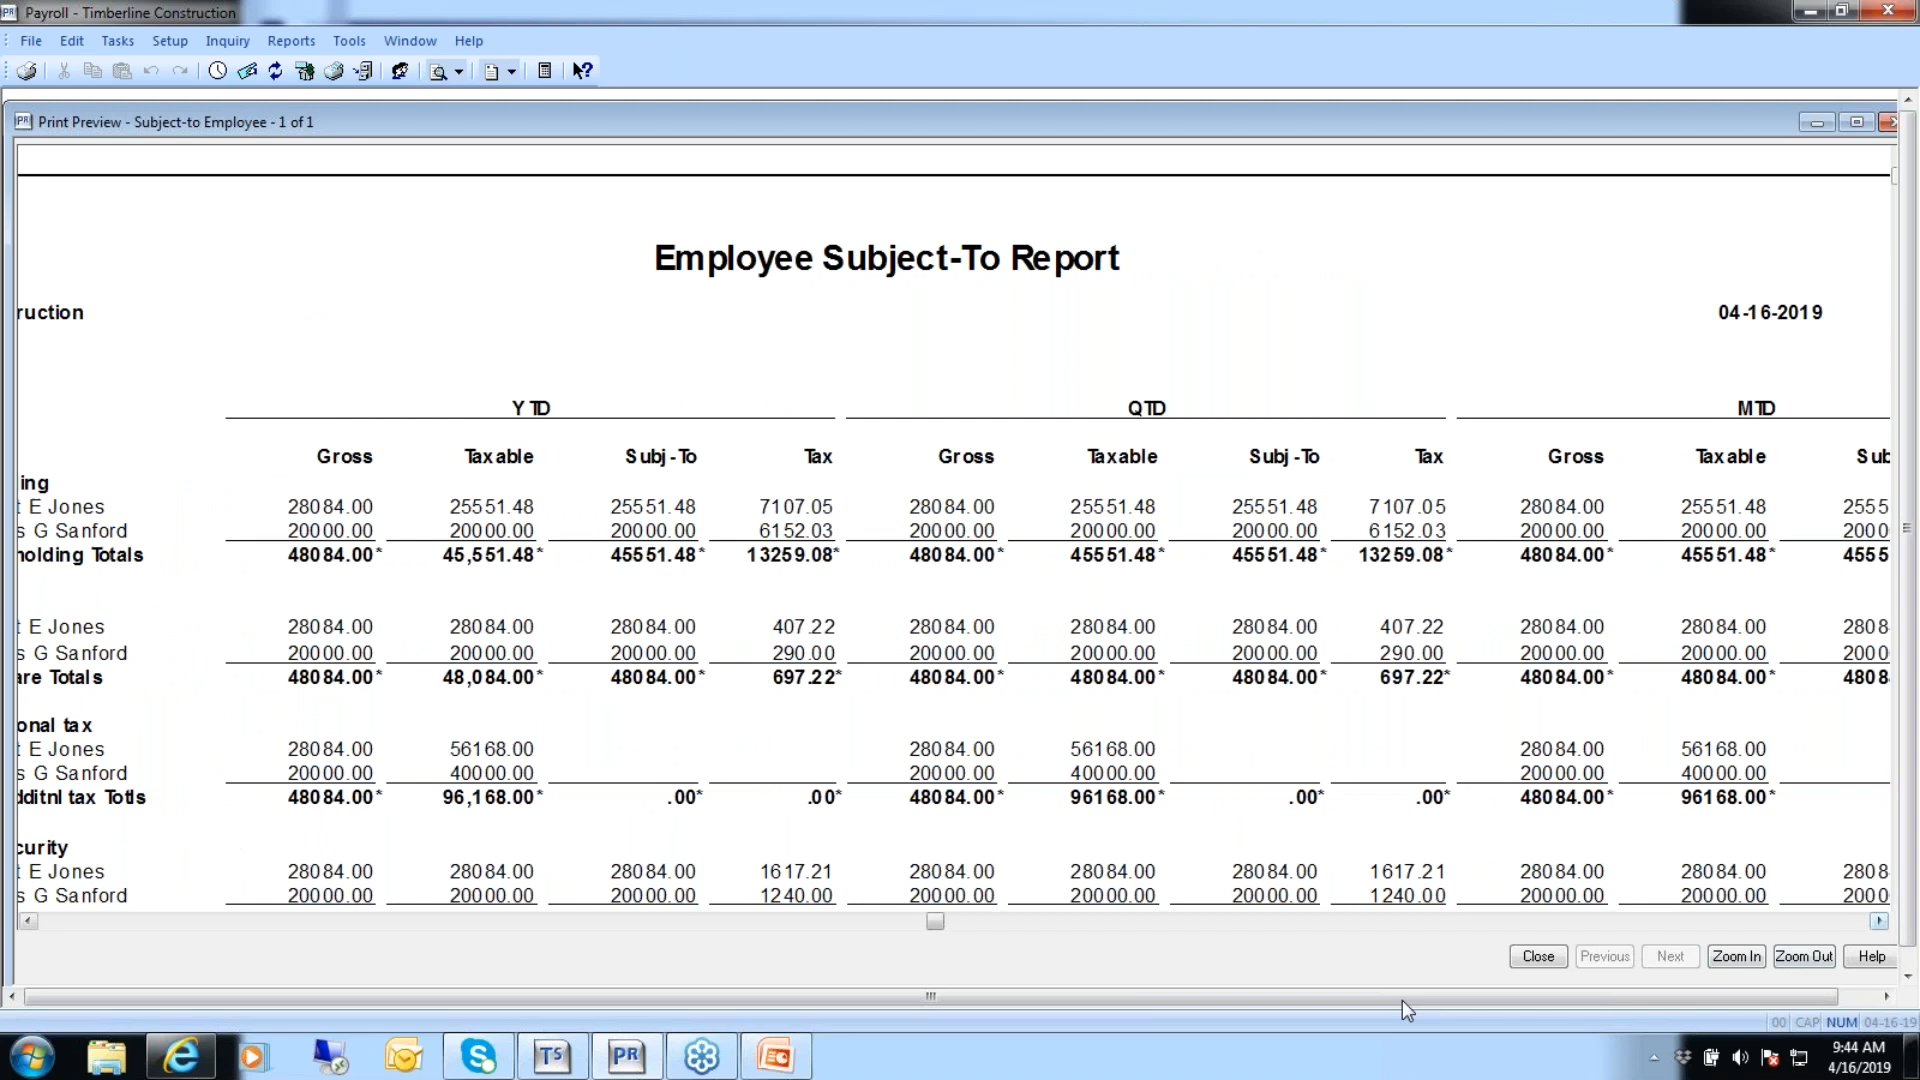 Payroll - Timberline Construction
File Edit Tasks Setup Inquiry Reports Tools Window Help
Print Preview - Subject-to Employee - 1 of 1
Employee Subject-To Report
ruction 04-16-2019
YTD QTD MTD
Gross Taxable Subj-To Tax Gross Taxable Subj-To Tax Gross Taxable Sub
ing
t E Jones 28084.00 25551.48 25551.48 7107.05 28084.00 25551.48 25551.48 7107.05 28084.00 25551.48 2555
s G Sanford 20000.00 20000.00 20000.00 6152.03 20000.00 20000.00 20000.00 6152.03 20000.00 20000.00 2000
holding Totals 48084.00* 45,551.48* 45551.48* 13259.08* 48084.00* 45551.48* 45551.48* 13259.08* 48084.00* 45551.48* 4555
t E Jones 28084.00 28084.00 28084.00 407.22 28084.00 28084.00 28084.00 407.22 28084.00 28084.00 2808
s G Sanford 20000.00 20000.00 20000.00 290.00 20000.00 20000.00 20000.00 290.00 20000.00 20000.00 2000
are Totals 48084.00* 48,084.00* 48084.00* 697.22* 48084.00* 48084.00* 48084.00* 697.22* 48084.00* 48084.00* 4808
onal tax
t E Jones 28084.00 56168.00 28084.00 56168.00 28084.00 56168.00
s G Sanford 20000.00 40000.00 20000.00 40000.00 20000.00 40000.00
dditnl tax Totls 48084.00* 96,168.00* .00* .00* 48084.00* 96168.00* .00* .00* 48084.00* 96168.00*
curity
t E Jones 28084.00 28084.00 28084.00 1617.21 28084.00 28084.00 28084.00 1617.21 28084.00 28084.00 2808
s G Sanford 20000.00 20000.00 20000.00 1240.00 20000.00 20000.00 20000.00 1240.00 20000.00 20000.00 2000
Close Previous Next Zoom In Zoom Out Help
00 CAP NUM 04-16-19
TS PR
9:44 AM
4/16/2019